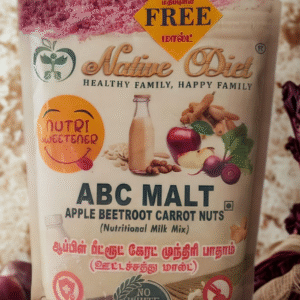 FREE
மால்ட்
Native Diet
HEALTHY FAMILY, HAPPY FAMILY
NUTRI
SWEETENER
ABC MALT
APPLE BEETROOT CARROT NUTS
(Nutritional Milk Mix)
ஆப்பிள் பீட்ரூட் கேரட் முந்திரி பாதாம்
(ஊட்டச்சத்து மால்ட்)
NO